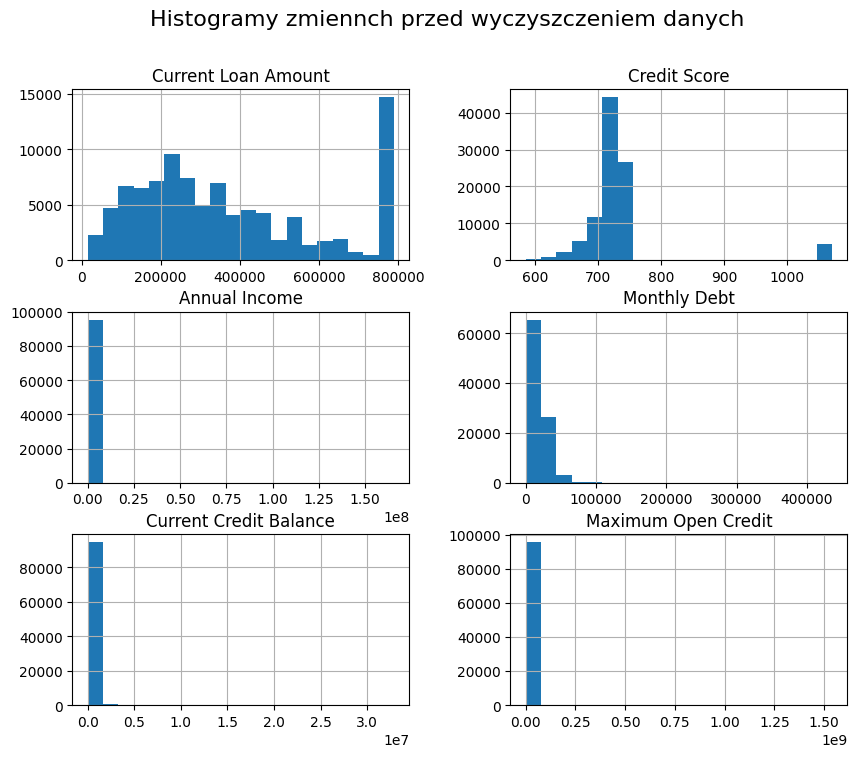 Histogramy zmiennch przed wyczyszczeniem danych
Current Loan Amount
15000
10000
5000
0
0 200000 400000 600000 800000
Credit Score
40000
30000
20000
10000
0
600 700 800 900 1000
Annual Income
100000
80000
60000
40000
20000
0
0.00 0.25 0.50 0.75 1.00 1.25 1.50
1e8
Monthly Debt
60000
40000
20000
0
0 100000 200000 300000 400000
Current Credit Balance
80000
60000
40000
20000
0
0.0 0.5 1.0 1.5 2.0 2.5 3.0
1e7
Maximum Open Credit
100000
80000
60000
40000
20000
0
0.00 0.25 0.50 0.75 1.00 1.25 1.50
1e9